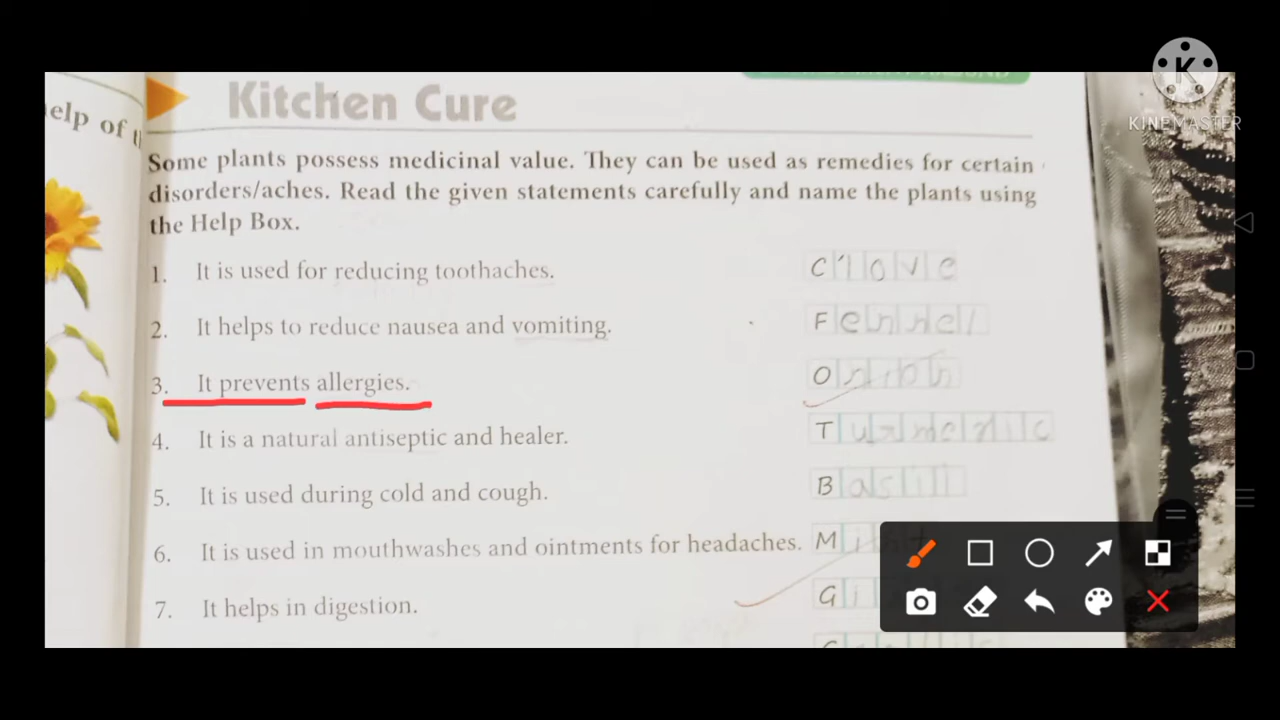 elp of t
Kitchen Cure
KINEMASTER
Some plants possess medicinal value. They can be used as remedies for certain
disorders/aches. Read the given statements carefully and name the plants using
the Help Box.
1. It is used for reducing toothaches. Clove
2. It helps to reduce nausea and vomiting. Fennel
3. It prevents allergies. Onion
4. It is a natural antiseptic and healer. Turmeric
5. It is used during cold and cough. Basil
6. It is used in mouthwashes and ointments for headaches. Mint
7. It helps in digestion. Gi